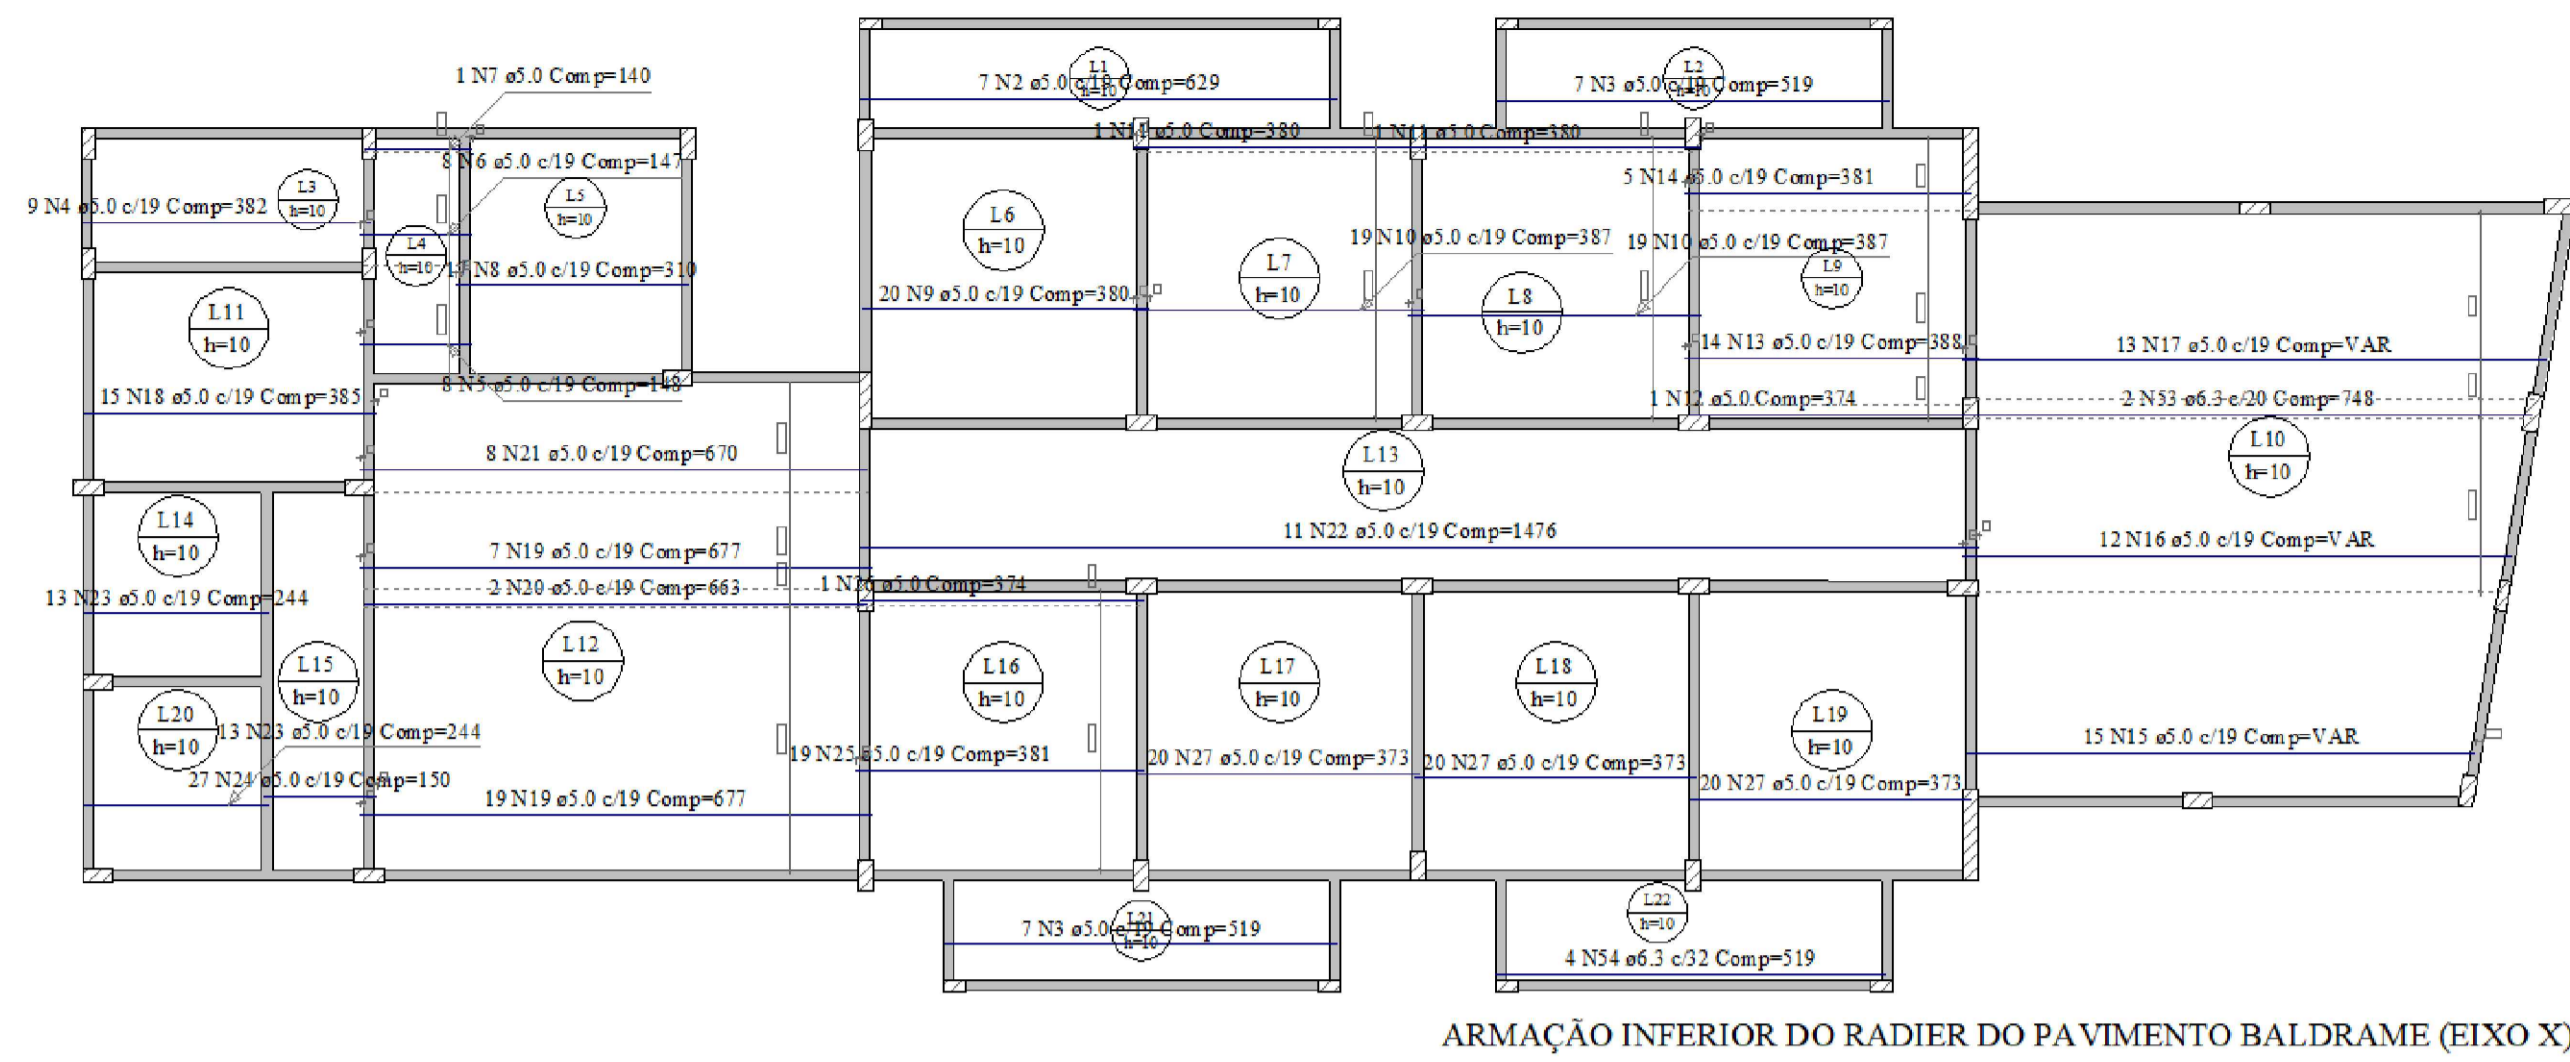 L1
h=10
7 N2 ø5.0 c/19 Comp=629
L2
h=10
7 N3 ø5.0 c/19 Comp=519
1 N7 ø5.0 Comp=140
1 N11 ø5.0 Comp=380
1 N11 ø5.0 Comp=380
8 N6 ø5.0 c/19 Comp=147
5 N14 ø5.0 c/19 Comp=381
L3
h=10
L5
h=10
9 N4 ø5.0 c/19 Comp=382
L4
h=10
L6
h=10
L7
h=10
19 N10 ø5.0 c/19 Comp=387
19 N10 ø5.0 c/19 Comp=387
N8 ø5.0 c/19 Comp=310
L9
h=10
20 N9 ø5.0 c/19 Comp=380
L8
h=10
L11
h=10
14 N13 ø5.0 c/19 Comp=388
13 N17 ø5.0 c/19 Comp=VAR
8 N5 ø5.0 c/19 Comp=148
15 N18 ø5.0 c/19 Comp=385
1 N12 ø5.0 Comp=374
2 N53 ø6.3 c/20 Comp=748
L10
h=10
8 N21 ø5.0 c/19 Comp=670
L13
h=10
L14
h=10
11 N22 ø5.0 c/19 Comp=1476
12 N16 ø5.0 c/19 Comp=VAR
7 N19 ø5.0 c/19 Comp=677
2 N20 ø5.0 c/19 Comp=663
1 N26 ø5.0 Comp=374
13 N23 ø5.0 c/19 Comp=244
L12
h=10
L15
h=10
L16
h=10
L17
h=10
L18
h=10
L19
h=10
L20
h=10
13 N23 ø5.0 c/19 Comp=244
15 N15 ø5.0 c/19 Comp=VAR
19 N25 ø5.0 c/19 Comp=381
20 N27 ø5.0 c/19 Comp=373
20 N27 ø5.0 c/19 Comp=373
20 N27 ø5.0 c/19 Comp=373
27 N24 ø5.0 c/19 Comp=150
19 N19 ø5.0 c/19 Comp=677
L21
h=10
7 N3 ø5.0 c/19 Comp=519
L22
h=10
4 N54 ø6.3 c/32 Comp=519
ARMAÇÃO INFERIOR DO RADIER DO PAVIMENTO BALDRAME (EIXO X)